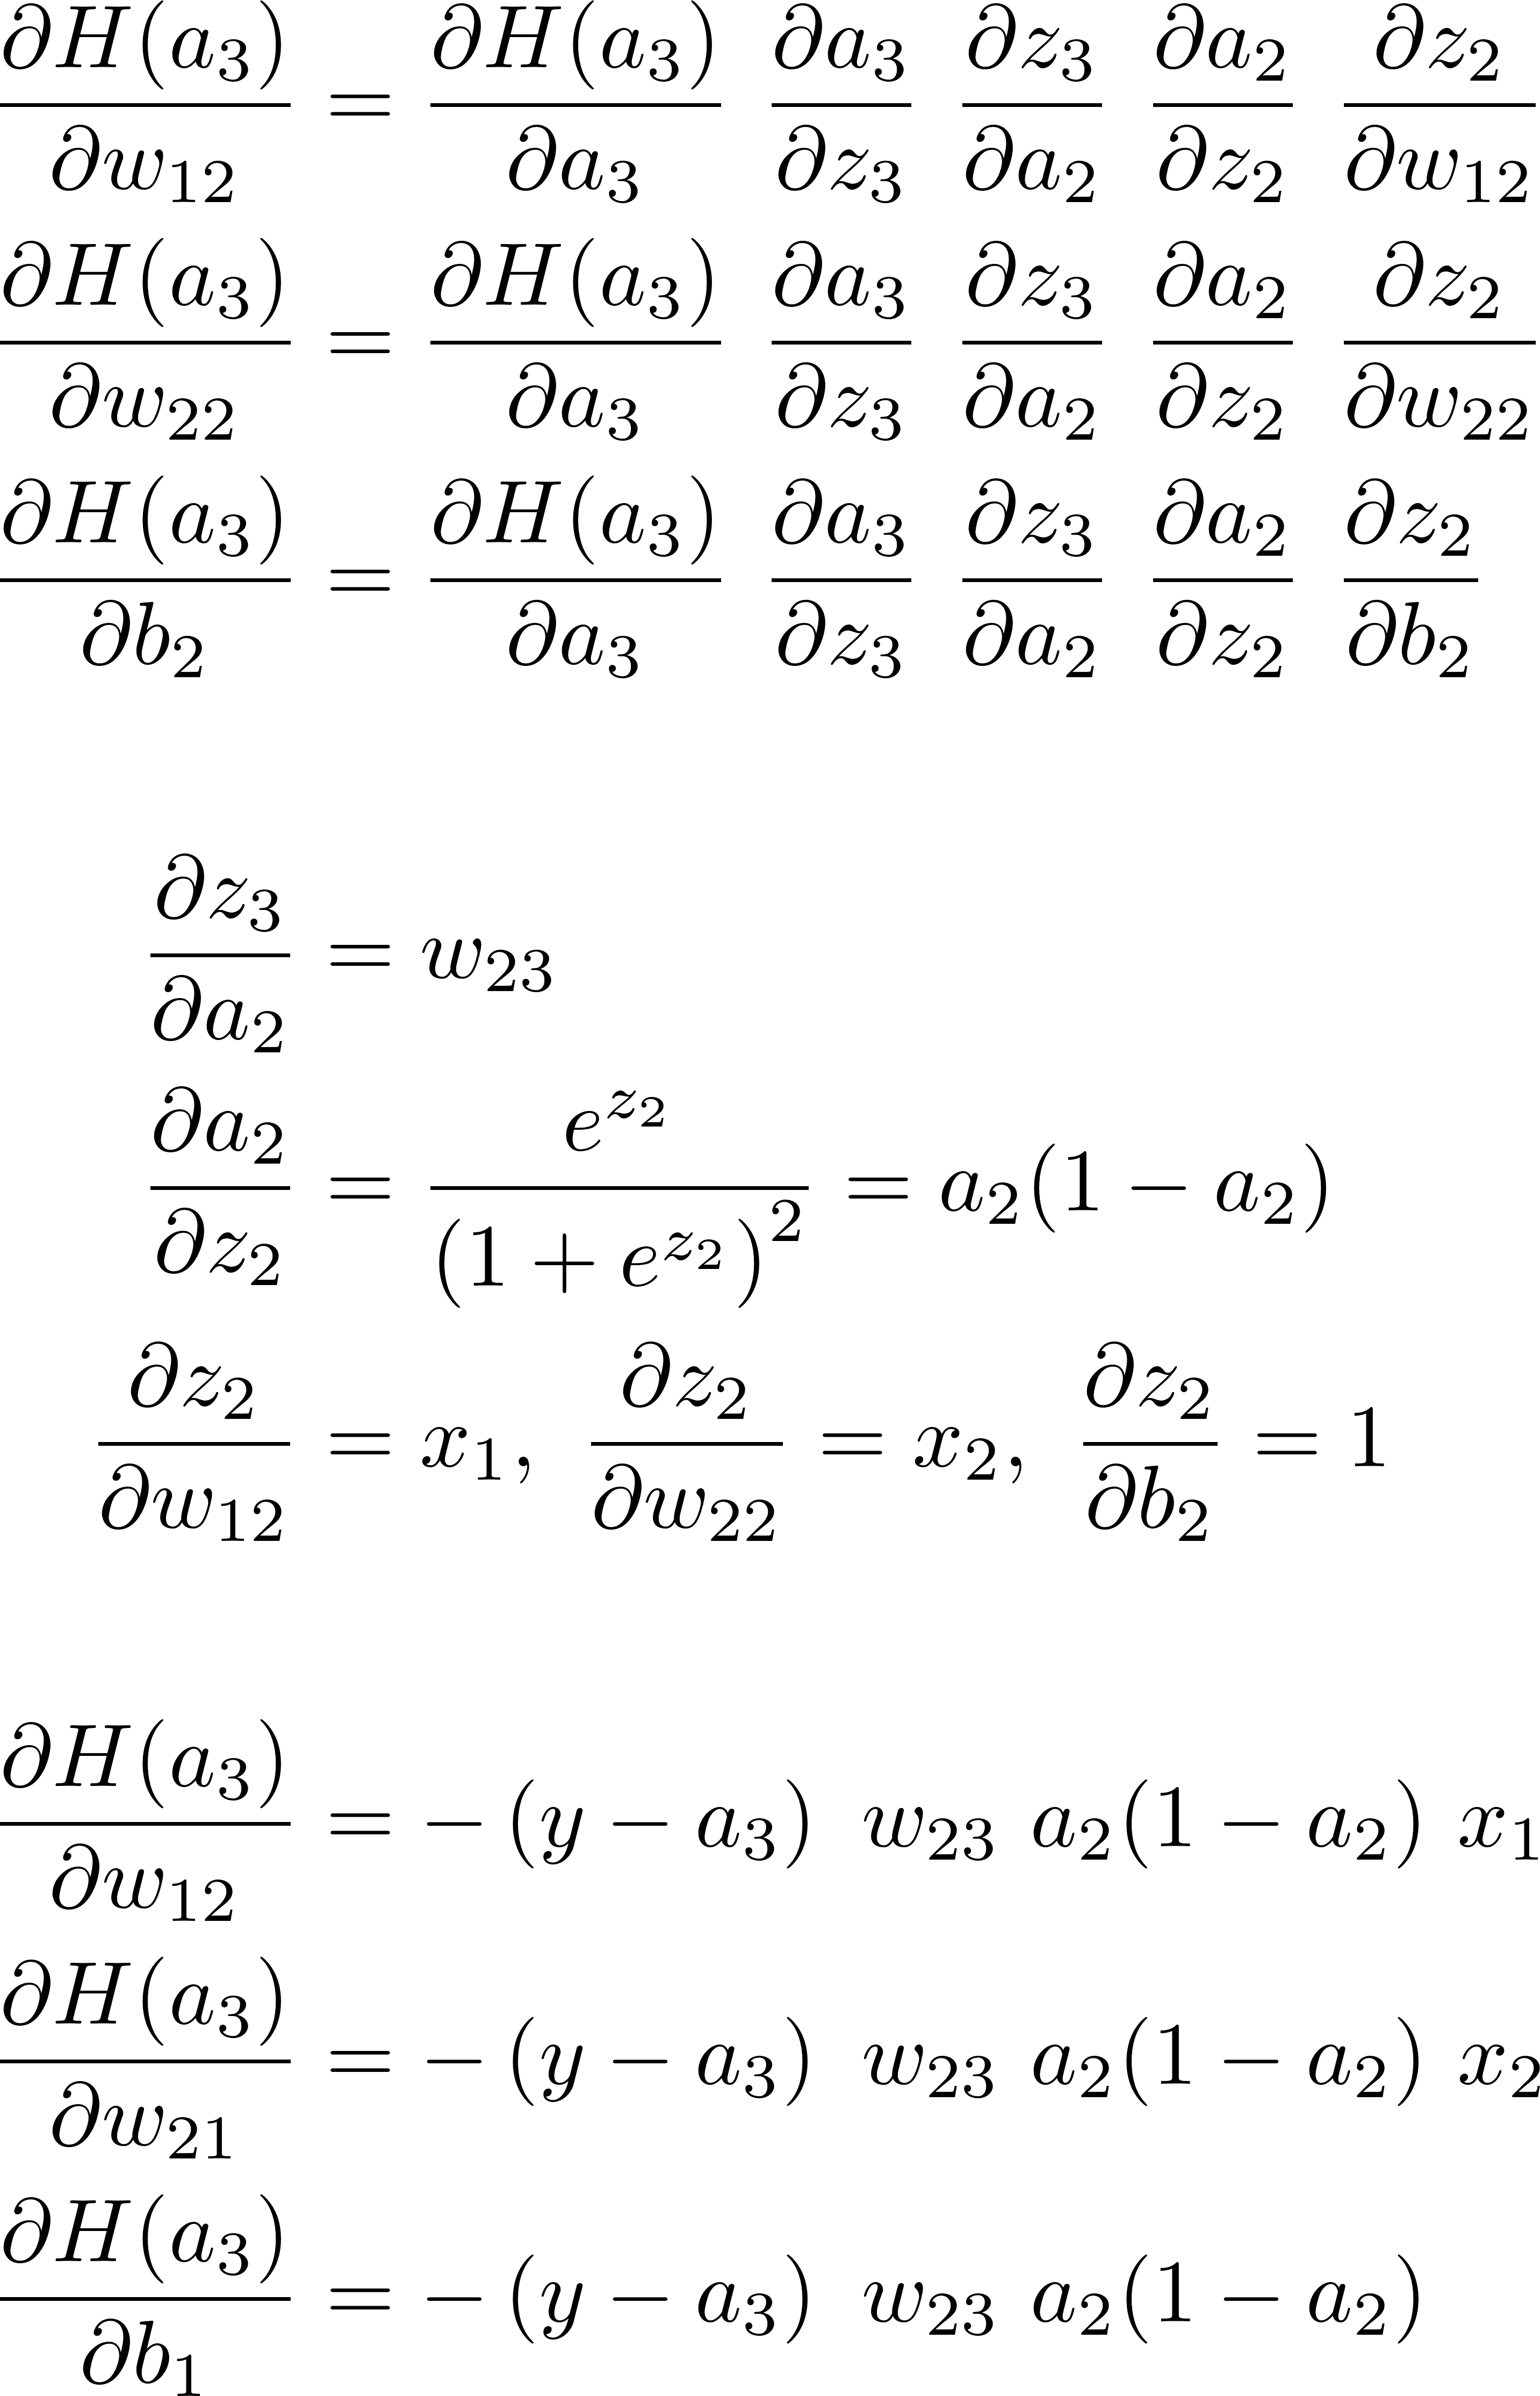 ∂H(a₃)/∂w₁₂ = ∂H(a₃)/∂a₃ ∂a₃/∂z₃ ∂z₃/∂a₂ ∂a₂/∂z₂ ∂z₂/∂w₁₂
∂H(a₃)/∂w₂₂ = ∂H(a₃)/∂a₃ ∂a₃/∂z₃ ∂z₃/∂a₂ ∂a₂/∂z₂ ∂z₂/∂w₂₂
∂H(a₃)/∂b₂ = ∂H(a₃)/∂a₃ ∂a₃/∂z₃ ∂z₃/∂a₂ ∂a₂/∂z₂ ∂z₂/∂b₂
∂z₃/∂a₂ = w₂₃
∂a₂/∂z₂ = e^{z₂}/(1 + e^{z₂})² = a₂(1 − a₂)
∂z₂/∂w₁₂ = x₁, ∂z₂/∂w₂₂ = x₂, ∂z₂/∂b₂ = 1
∂H(a₃)/∂w₁₂ = − (y − a₃) w₂₃ a₂(1 − a₂) x₁
∂H(a₃)/∂w₂₁ = − (y − a₃) w₂₃ a₂(1 − a₂) x₂
∂H(a₃)/∂b₁ = − (y − a₃) w₂₃ a₂(1 − a₂)